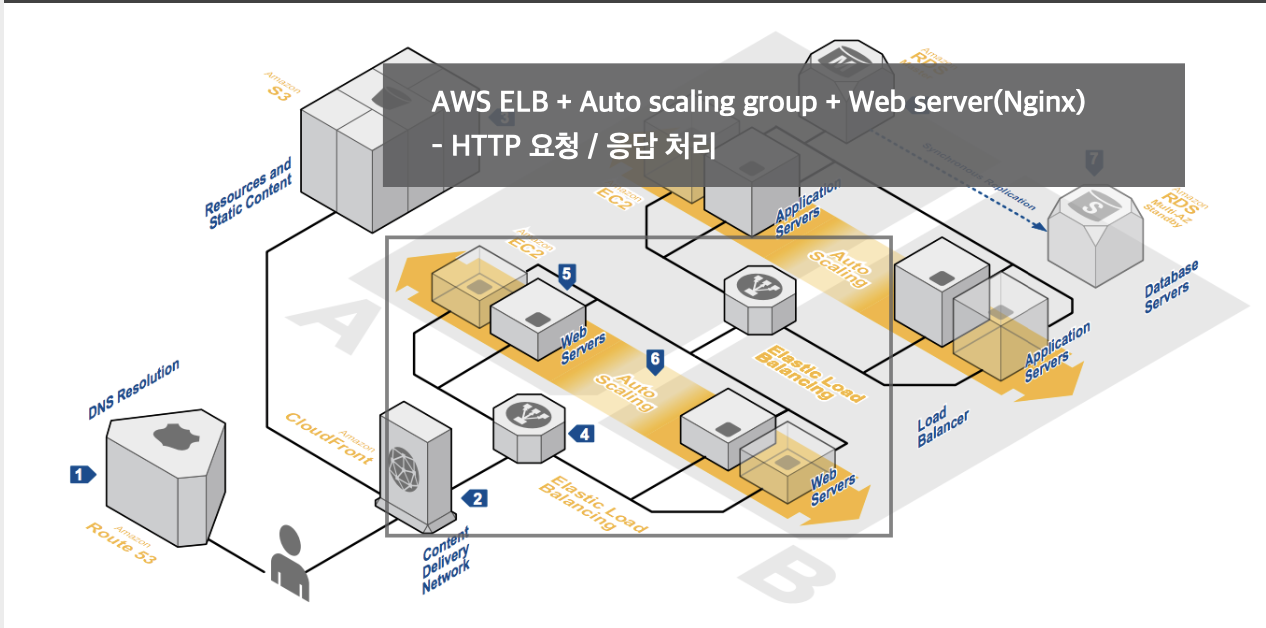 AWS ELB + Auto scaling group + Web server(Nginx)
- HTTP 요청 / 응답 처리
Amazon
S3
3
Resources and
Static Content
Amazon
RDS
7
Synchronous Replication
Amazon
RDS
Multi-AZ
Standby
Database
Servers
EC2
Application
Servers
Auto
Scaling
Amazon
EC2
5
Web
Servers
6
Auto
Scaling
Elastic Load
Balancing
Application
Servers
Load
Balancer
A
DNS Resolution
1
Amazon
Route 53
Amazon
CloudFront
2
Content
Delivery
Network
4
Elastic Load
Balancing
Web
Servers
B